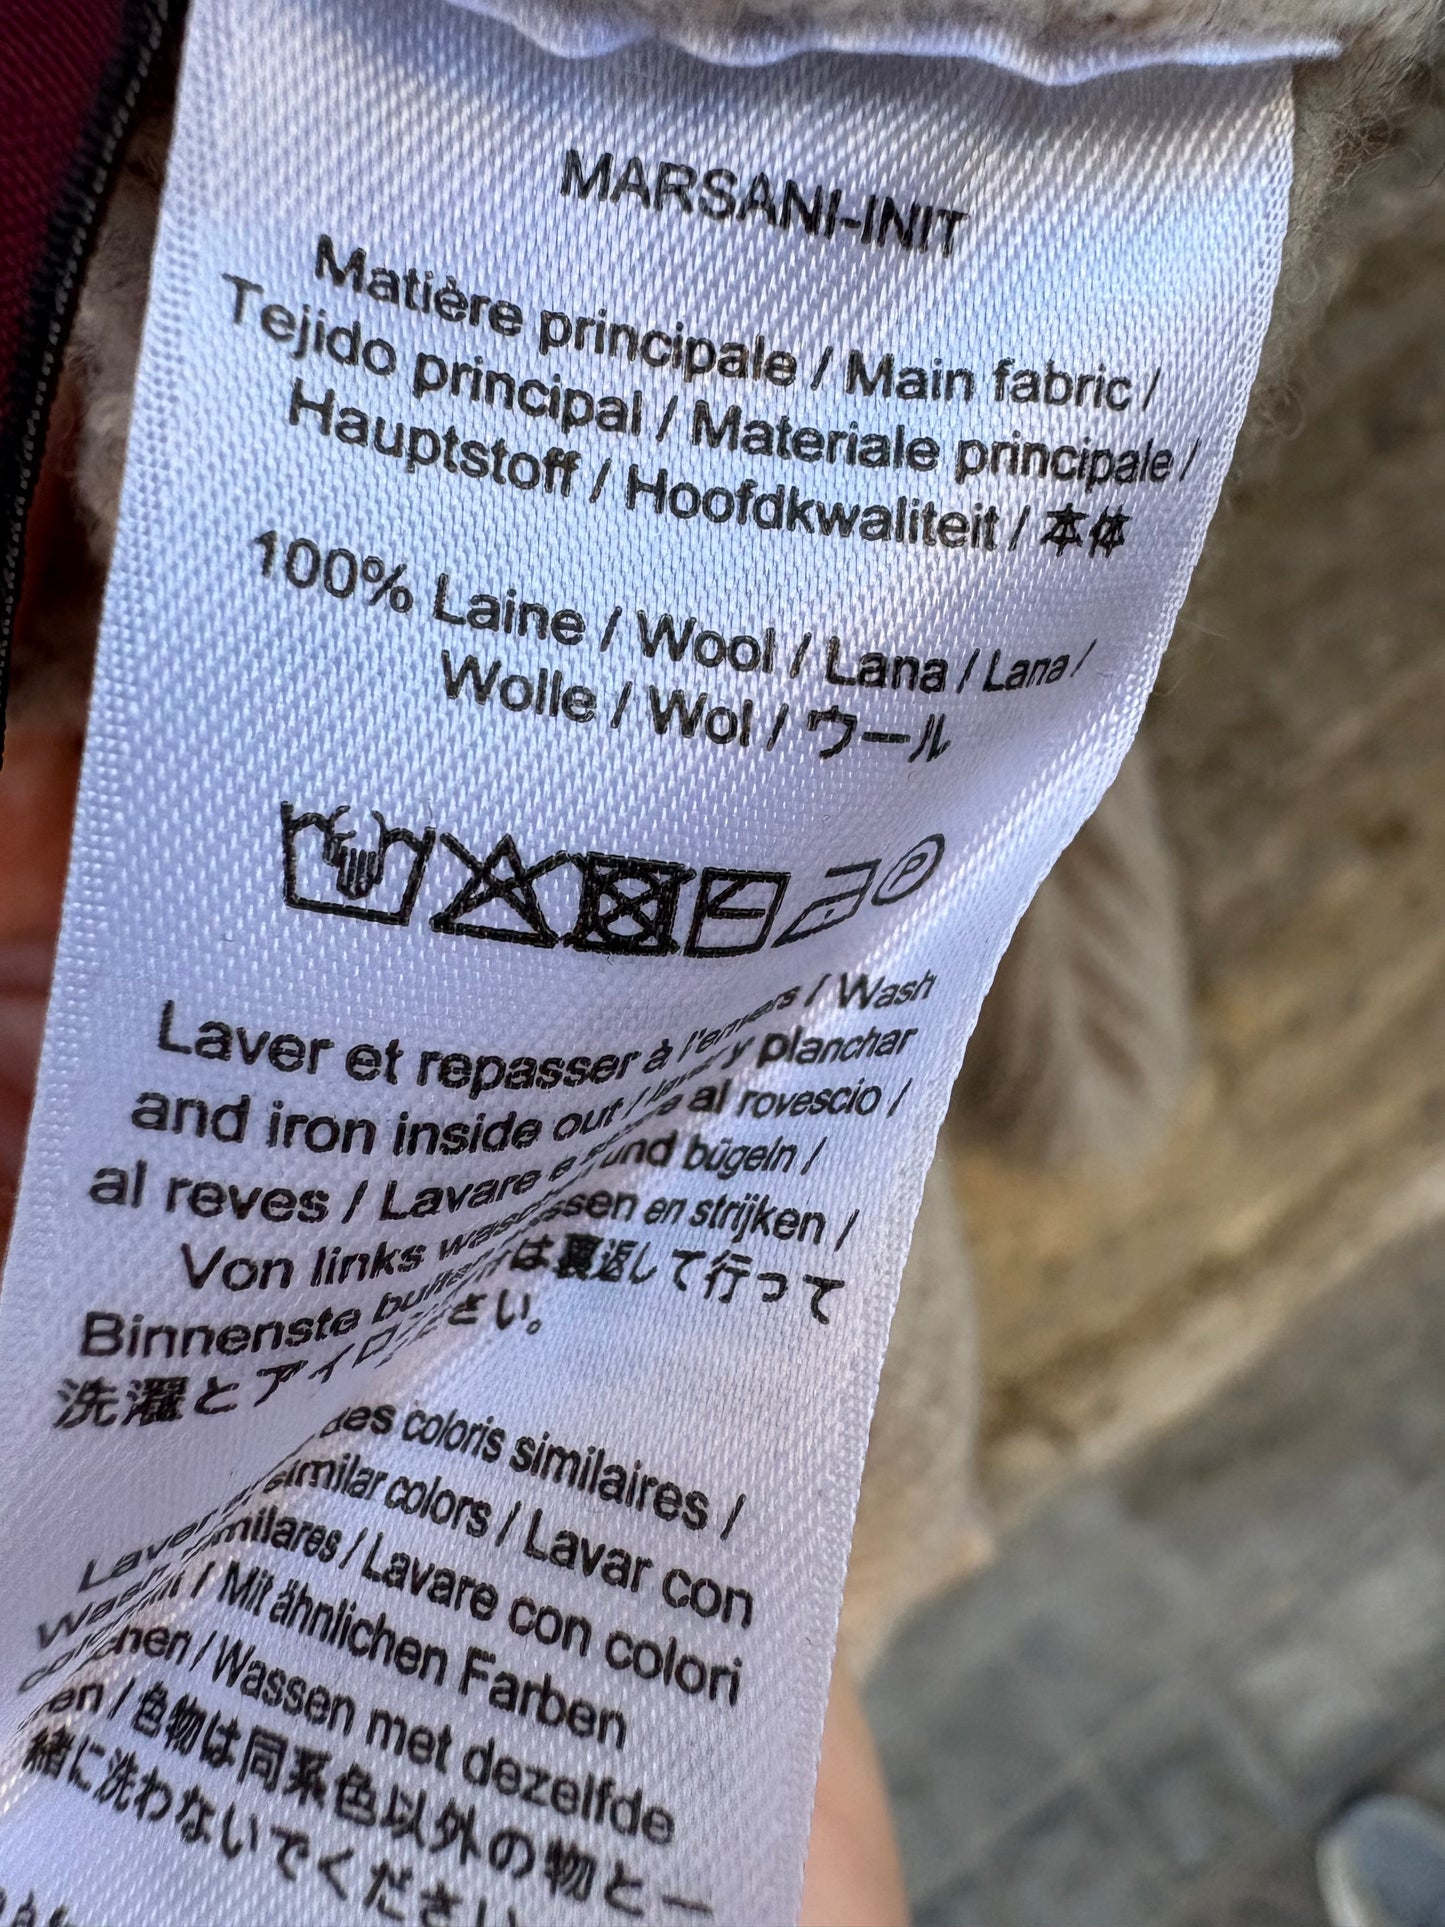 MARSANI-INIT
Matière principale / Main fabric /
Tejido principal / Materiale principale /
Hauptstoff / Hoofdkwaliteit / 本体
100% Laine / Wool / Lana / Lana /
Wolle / Wol / ウール
P
Laver et repasser à l'envers / Wash
and iron inside out / lavar y planchar
al reves / Lavare e al rovescio /
Von links und bügeln /
Binnenste en strijken /
洗濯とアイロ は裏返して行って
さい。
Laver des coloris similaires /
Wash similar colors / Lavar con
similares / Lavare con colori
/ Mit ähnlichen Farben
/ Wassen met dezelfde
/ 色物は同系色以外の物と一
緒に洗わないでください